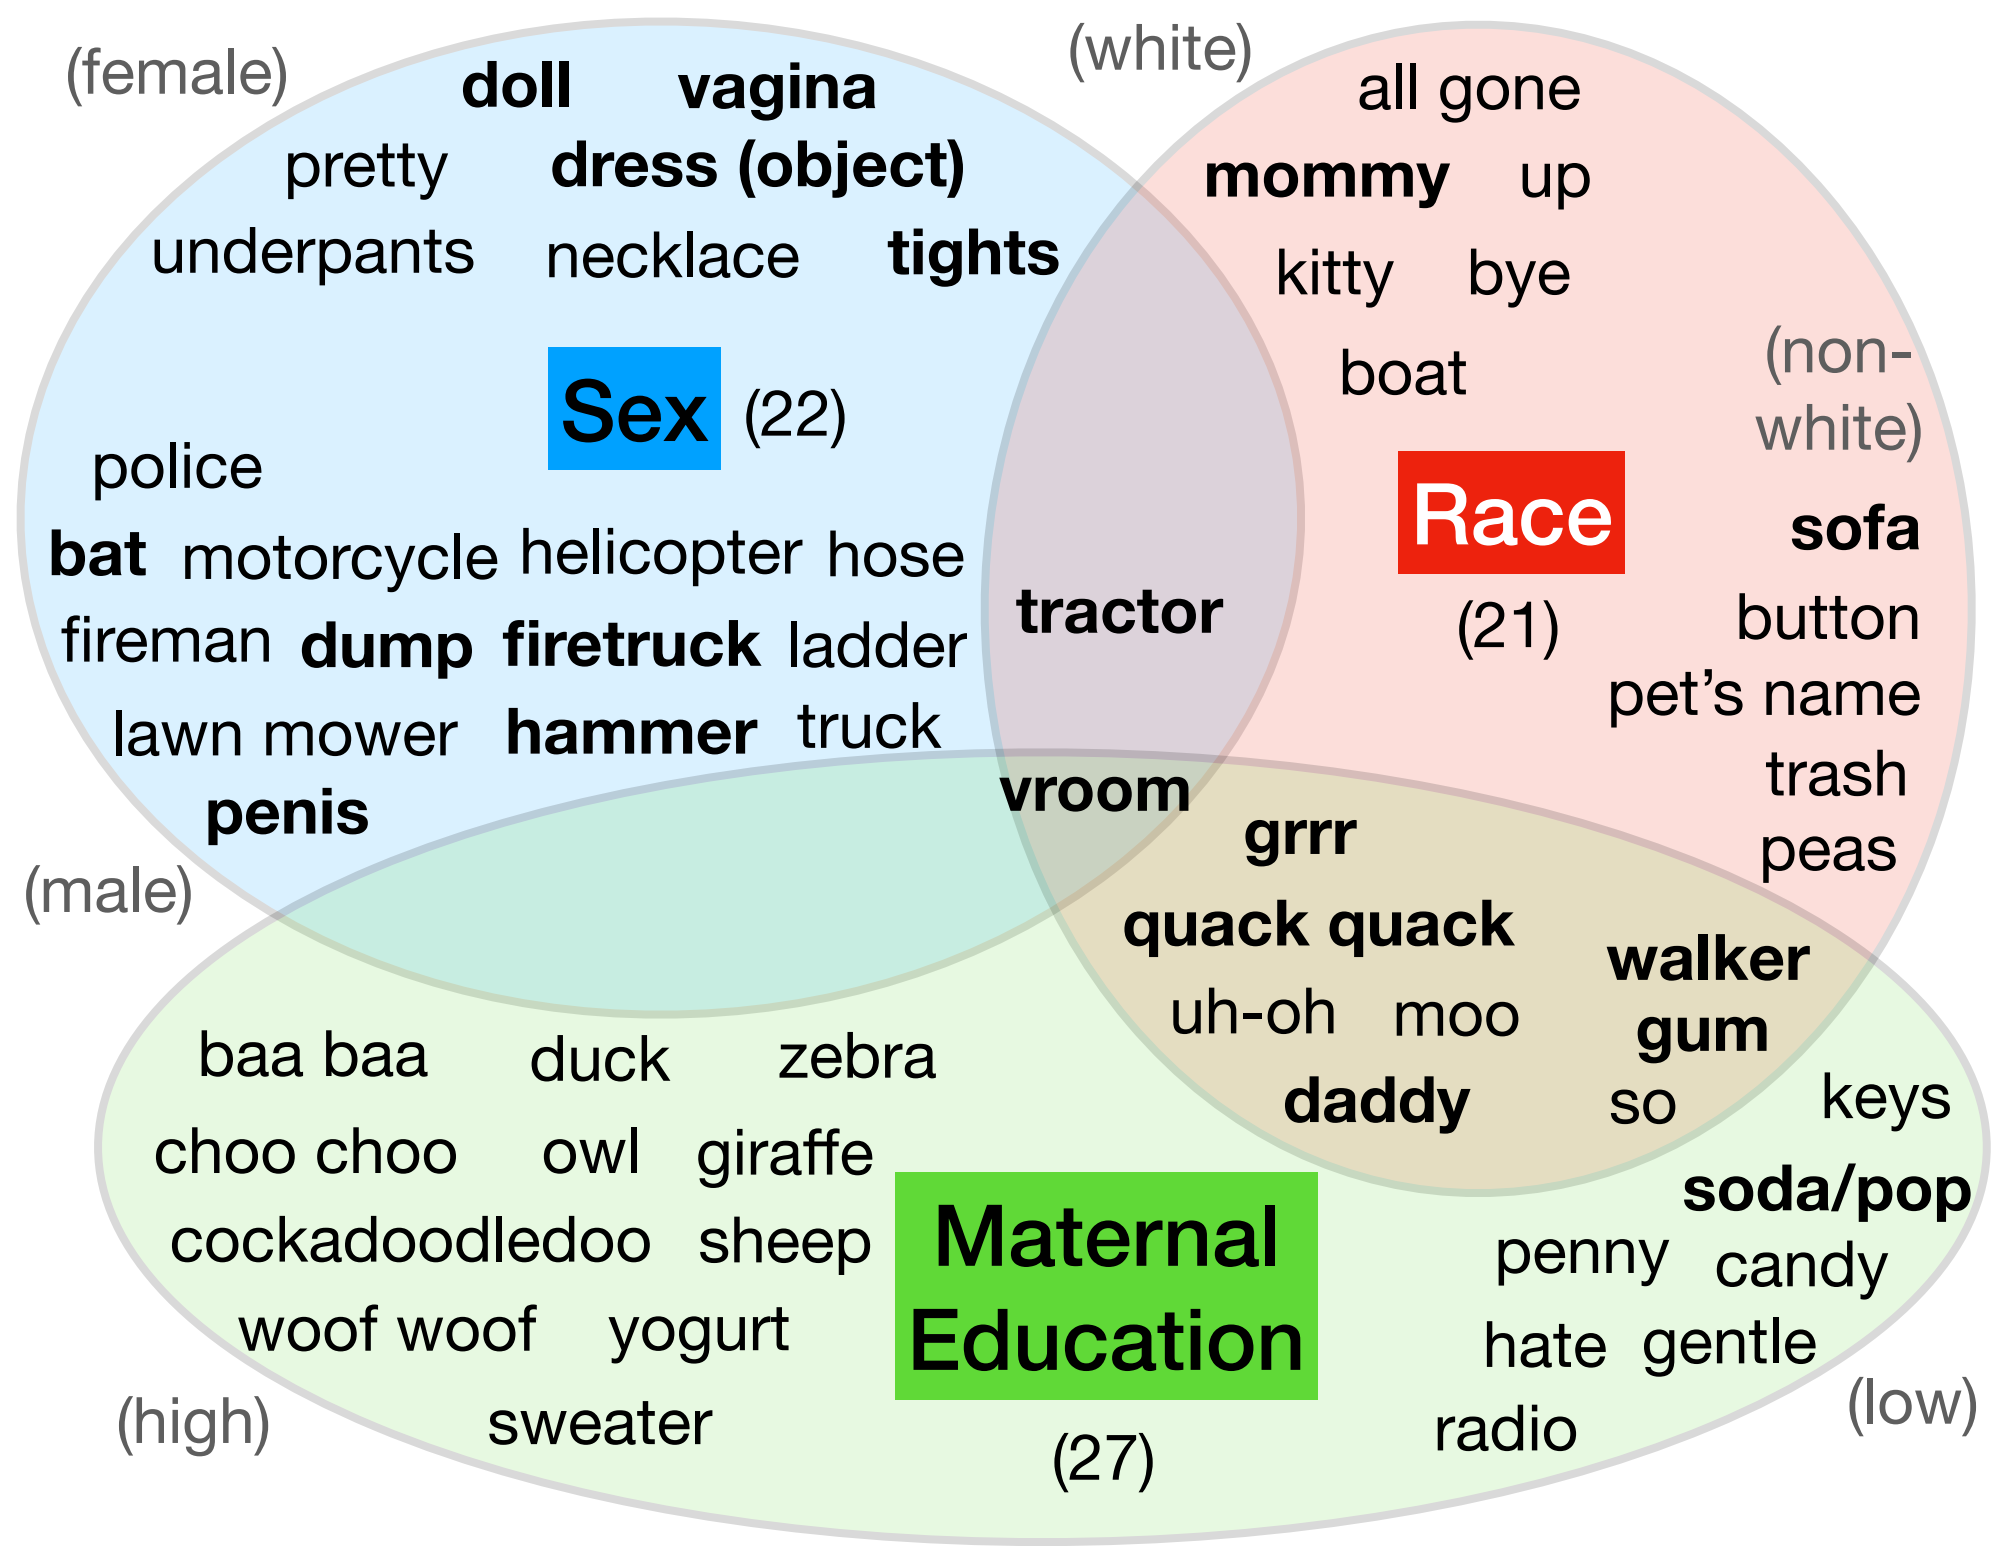 (female)
doll vagina
pretty dress (object)
underpants necklace tights
Sex (22)
police
bat motorcycle helicopter hose
fireman dump firetruck ladder
lawn mower hammer truck
penis
(male)
(white)
all gone
mommy up
kitty bye
boat
(non-
white)
Race
(21)
sofa
button
pet’s name
trash
peas
tractor
vroom
grrr
quack quack
uh-oh moo
daddy
walker
gum
so
keys
soda/pop
penny candy
hate gentle
radio
(low)
baa baa duck zebra
choo choo owl giraffe
cockadoodledoo sheep
woof woof yogurt
sweater
(high)
Maternal
Education
(27)